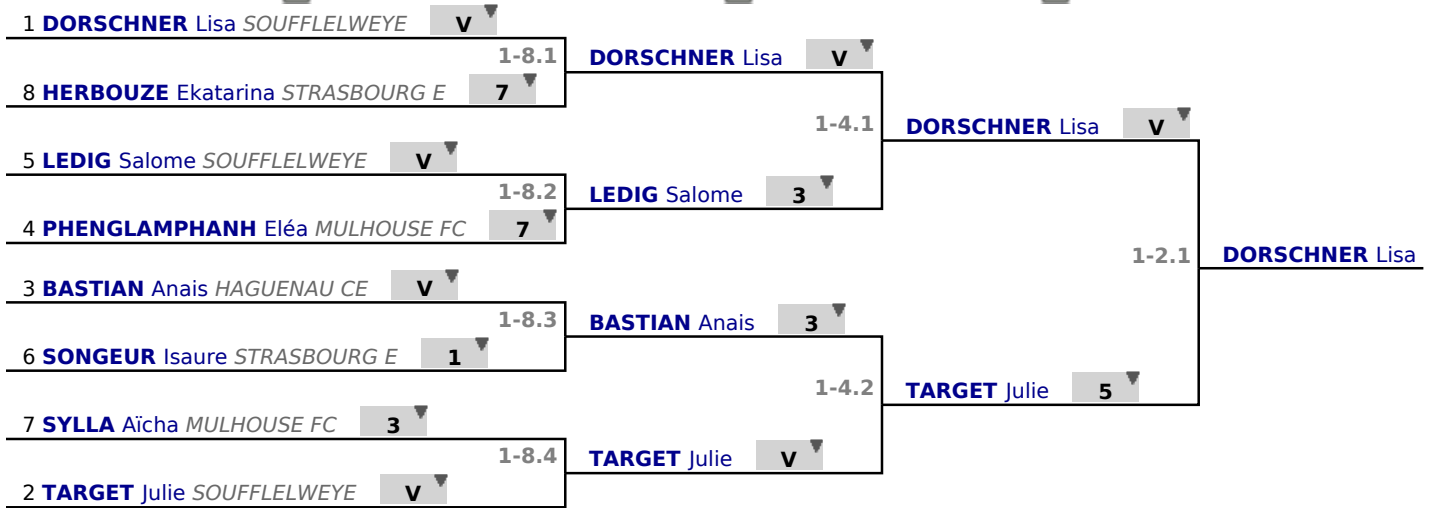 1 DORSCHNER Lisa SOUFFLELWEYE V
1-8.1
8 HERBOUZE Ekatarina STRASBOURG E 7
5 LEDIG Salome SOUFFLELWEYE V
1-8.2
4 PHENGLAMPHANH Eléa MULHOUSE FC 7
3 BASTIAN Anais HAGUENAU CE V
1-8.3
6 SONGEUR Isaure STRASBOURG E 1
7 SYLLA Aïcha MULHOUSE FC 3
1-8.4
2 TARGET Julie SOUFFLELWEYE V
DORSCHNER Lisa V
1-4.1
LEDIG Salome 3
BASTIAN Anais 3
1-4.2
TARGET Julie V
DORSCHNER Lisa V
1-2.1
TARGET Julie 5
DORSCHNER Lisa